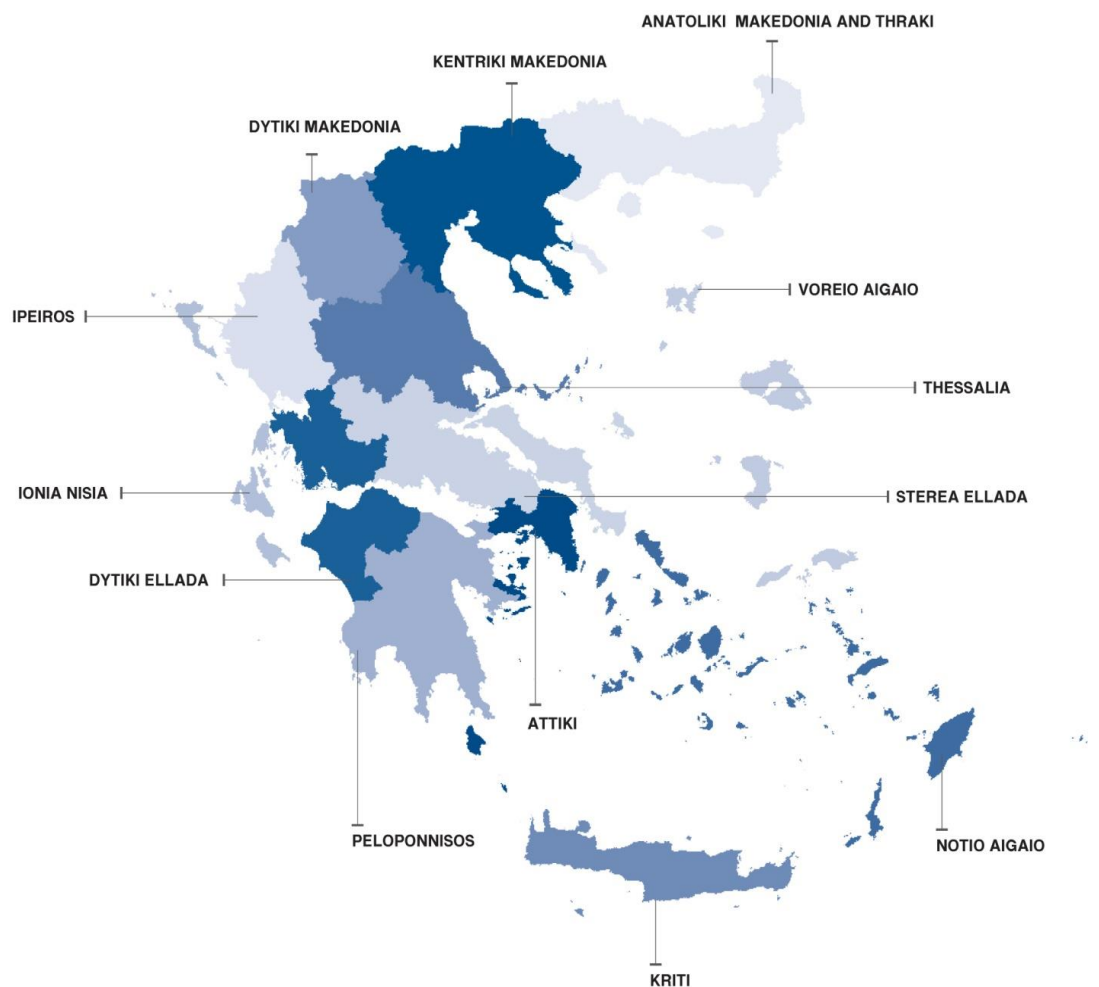 ANATOLIKI MAKEDONIA AND THRAKI
KENTRIKI MAKEDONIA
DYTIKI MAKEDONIA
VOREIO AIGAIO
IPEIROS
THESSALIA
IONIA NISIA
STEREA ELLADA
DYTIKI ELLADA
ATTIKI
PELOPONNISOS
NOTIO AIGAIO
KRITI